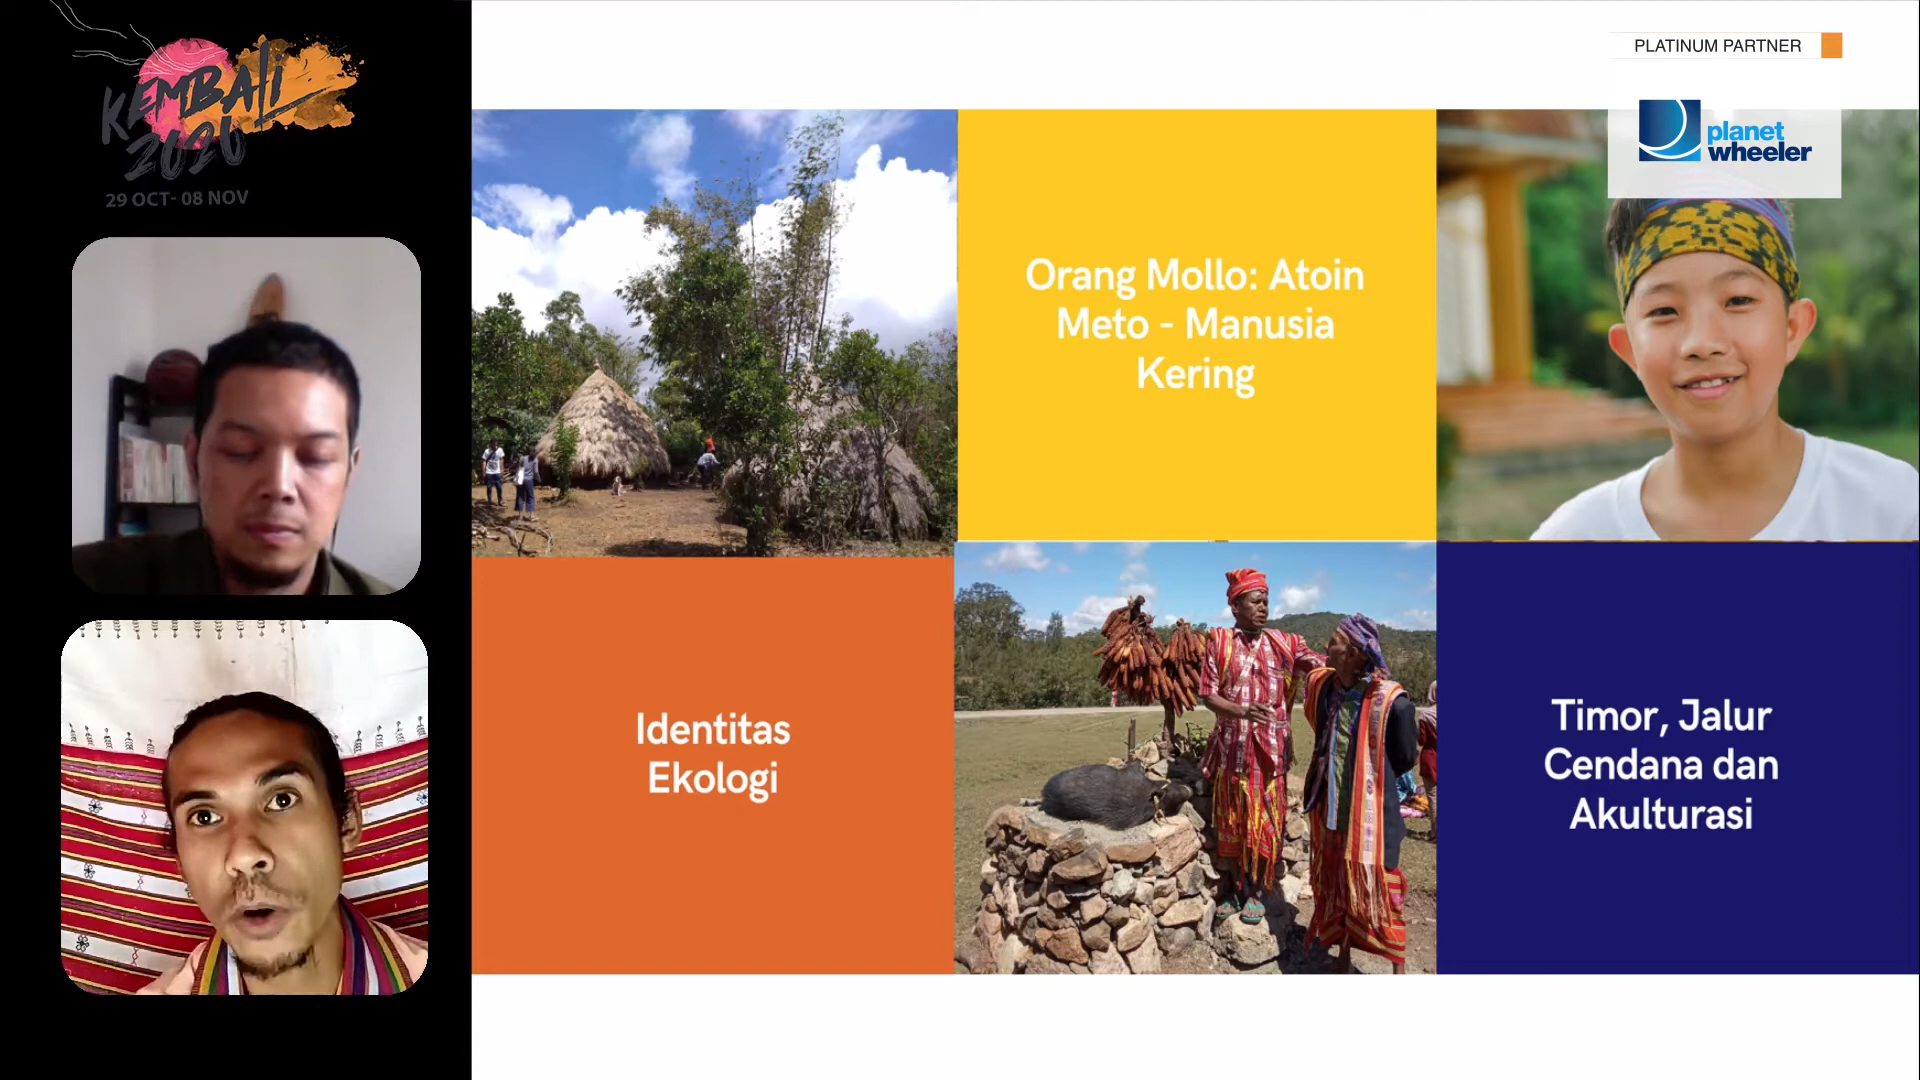 KEMBALI
2020
29 OCT- 08 NOV
PLATINUM PARTNER
planet
wheeler
Orang Mollo: Atoin
Meto - Manusia
Kering
Identitas
Ekologi
Timor, Jalur
Cendana dan
Akulturasi